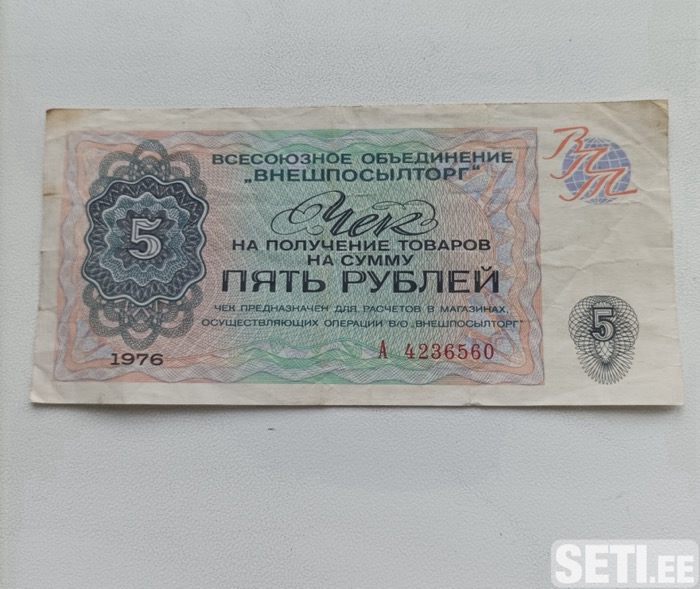 ВСЕСОЮЗНОЕ ОБЪЕДИНЕНИЕ
„ВНЕШПОСЫЛТОРГ“
ВПТ
Чек
НА ПОЛУЧЕНИЕ ТОВАРОВ
НА СУММУ
ПЯТЬ РУБЛЕЙ
5
ЧЕК ПРЕДНАЗНАЧЕН ДЛЯ РАСЧЕТОВ В МАГАЗИНАХ,
ОСУЩЕСТВЛЯЮЩИХ ОПЕРАЦИИ В/О „ВНЕШПОСЫЛТОРГ“
5
1976
А 4236560
SETI.ee